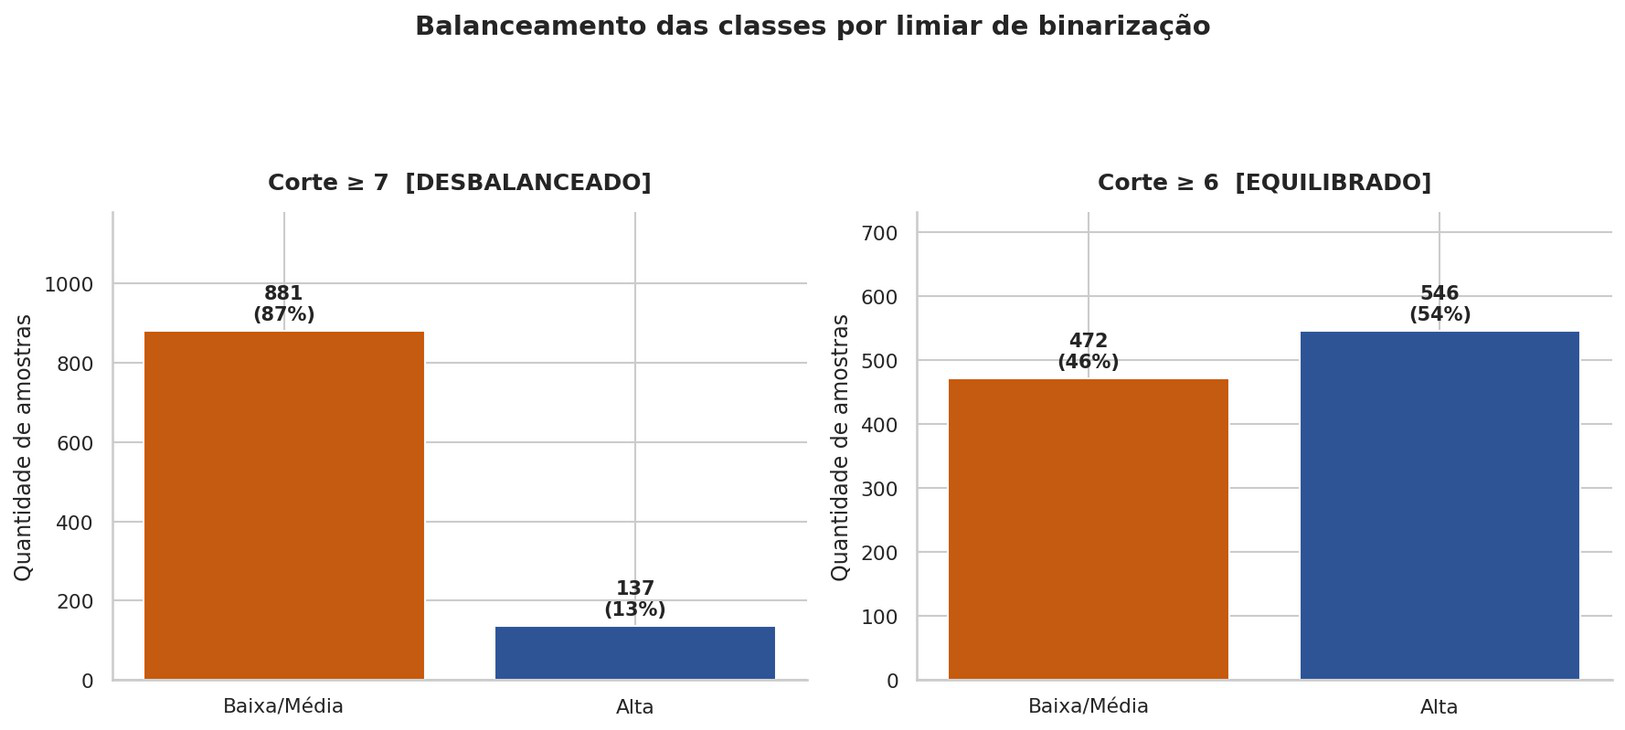 Balanceamento das classes por limiar de binarização
Corte ≥ 7  [DESBALANCEADO]
Quantidade de amostras
1000
800
600
400
200
0
881
(87%)
137
(13%)
Baixa/Média
Alta
Corte ≥ 6  [EQUILIBRADO]
Quantidade de amostras
700
600
500
400
300
200
100
0
472
(46%)
546
(54%)
Baixa/Média
Alta